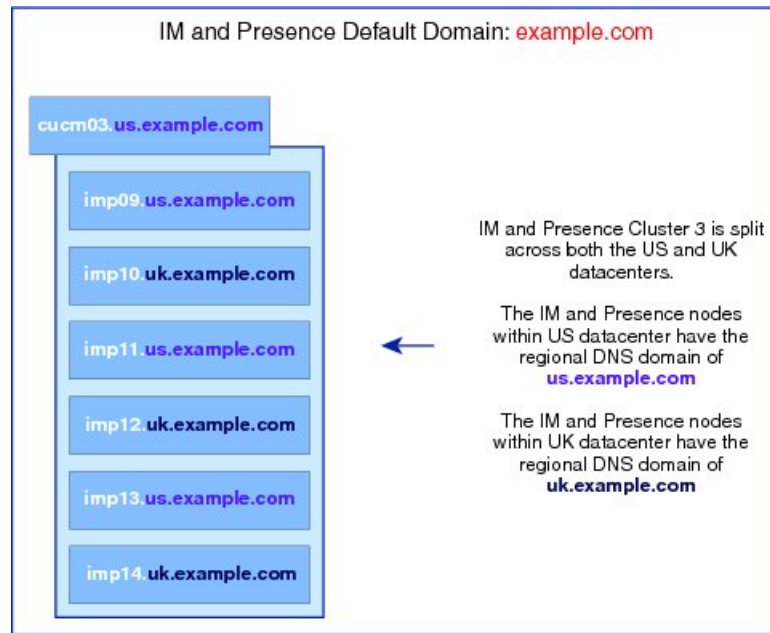 IM and Presence Default Domain: example.com
cucm03.us.example.com
imp09.us.example.com
imp10.uk.example.com
imp11.us.example.com
imp12.uk.example.com
imp13.us.example.com
imp14.uk.example.com
IM and Presence Cluster 3 is split
across both the US and UK
datacenters.
The IM and Presence nodes
within US datacenter have the
regional DNS domain of
us.example.com
The IM and Presence nodes
within UK datacenter have the
regional DNS domain of
uk.example.com